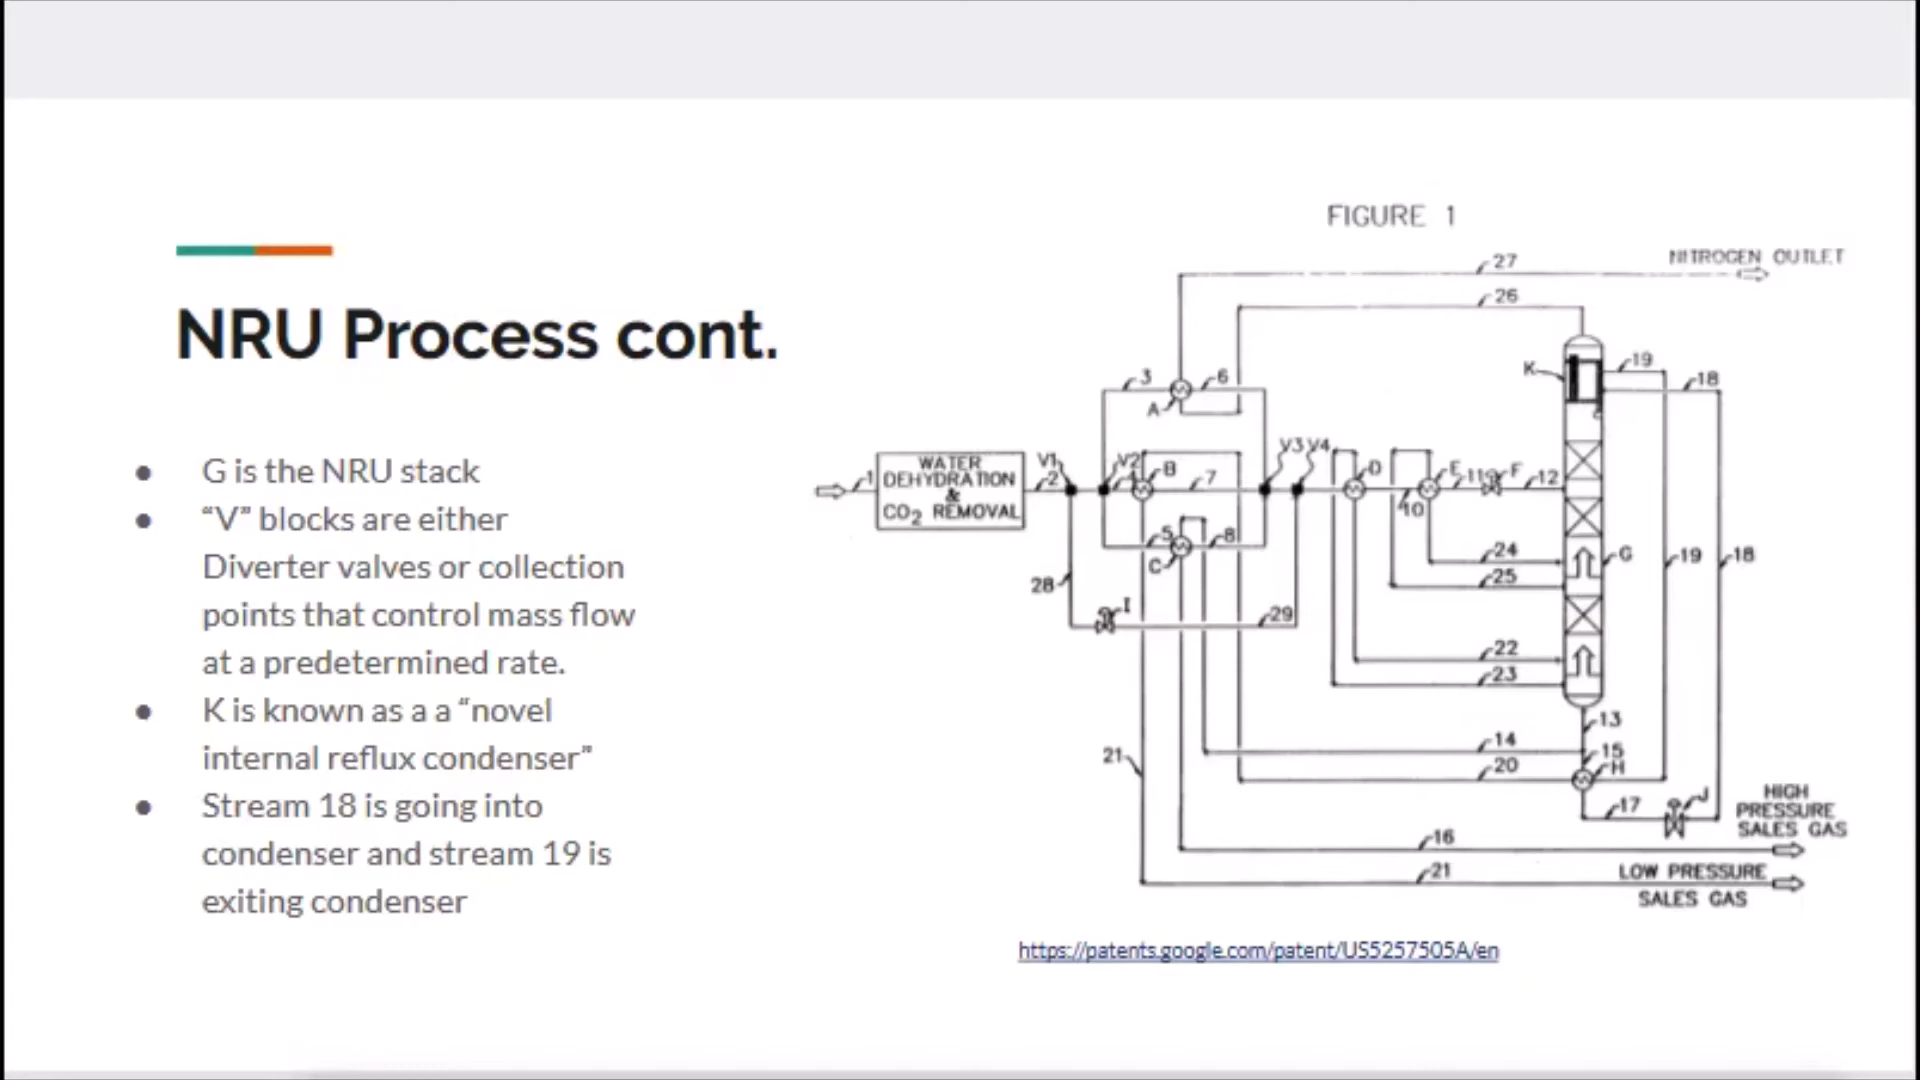 FIGURE 1
27
NITROGEN OUTLET
26
NRU Process cont.
K
19
18
3
6
A
V3 V4
WATER
DEHYDRATION
&
CO2 REMOVAL
1
V1
2
V2
4
B
7
D
E
11
F
12
10
● G is the NRU stack
● “V” blocks are either
Diverter valves or collection
points that control mass flow
at a predetermined rate.
● K is known as a a “novel
internal reflux condenser”
● Stream 18 is going into
condenser and stream 19 is
exiting condenser
5
8
C
24
G
19
18
25
28
I
29
22
23
13
14
15
21
20
H
17
J
HIGH
PRESSURE
SALES GAS
16
21
LOW PRESSURE
SALES GAS
https://patents.google.com/patent/US5257505A/en